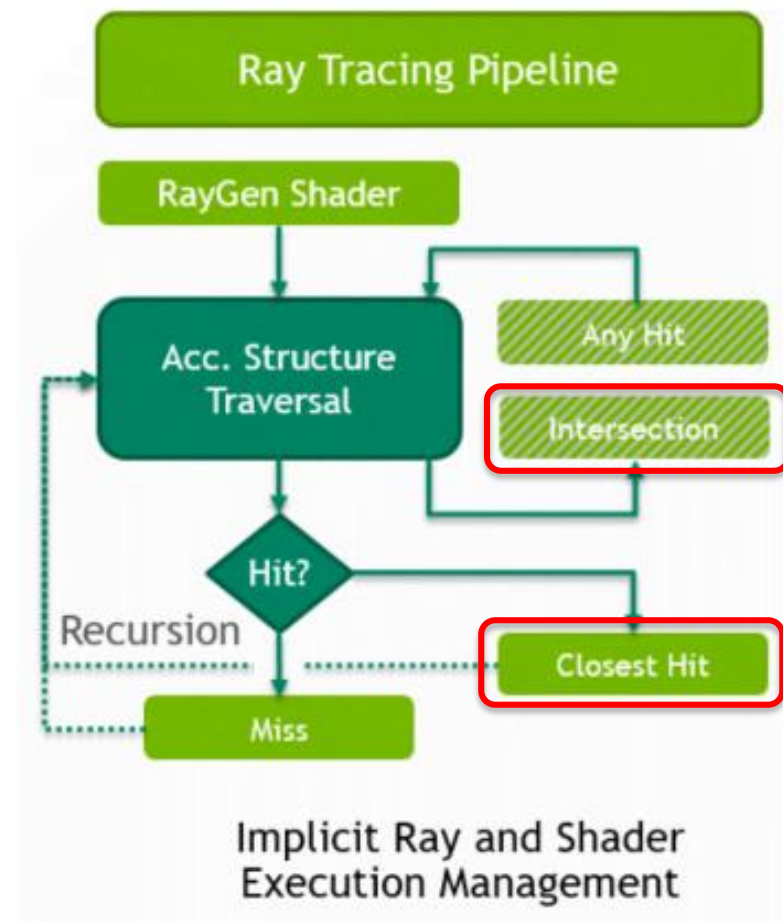 Ray Tracing Pipeline
RayGen Shader
Acc. Structure
Traversal
Any Hit
Intersection
Hit?
Recursion
Closest Hit
Miss
Implicit Ray and Shader
Execution Management